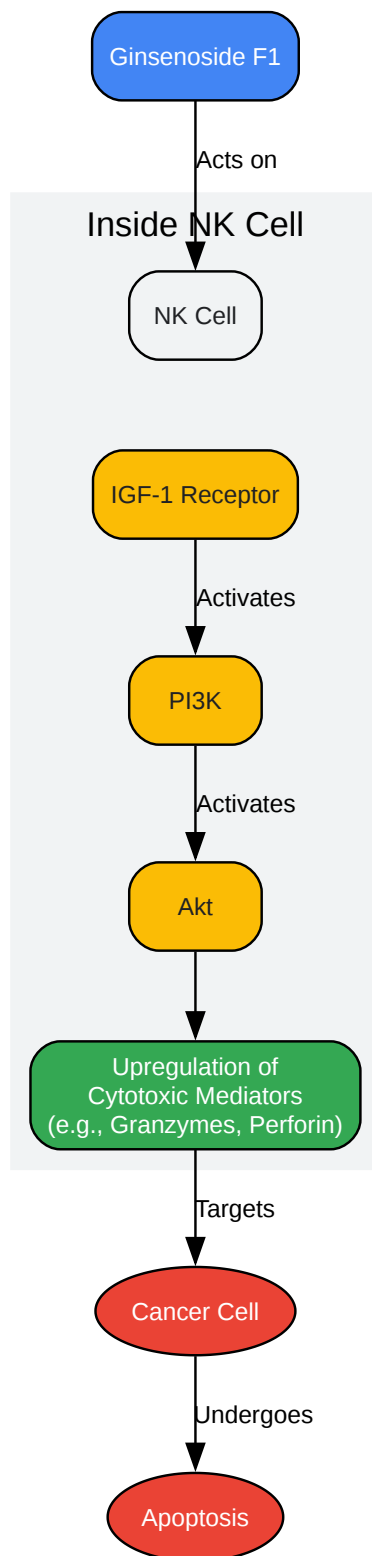 Ginsenoside F1
Acts on
Inside NK Cell
NK Cell
IGF-1 Receptor
Activates
PI3K
Activates
Akt
Upregulation of
Cytotoxic Mediators
(e.g., Granzymes, Perforin)
Targets
Cancer Cell
Undergoes
Apoptosis